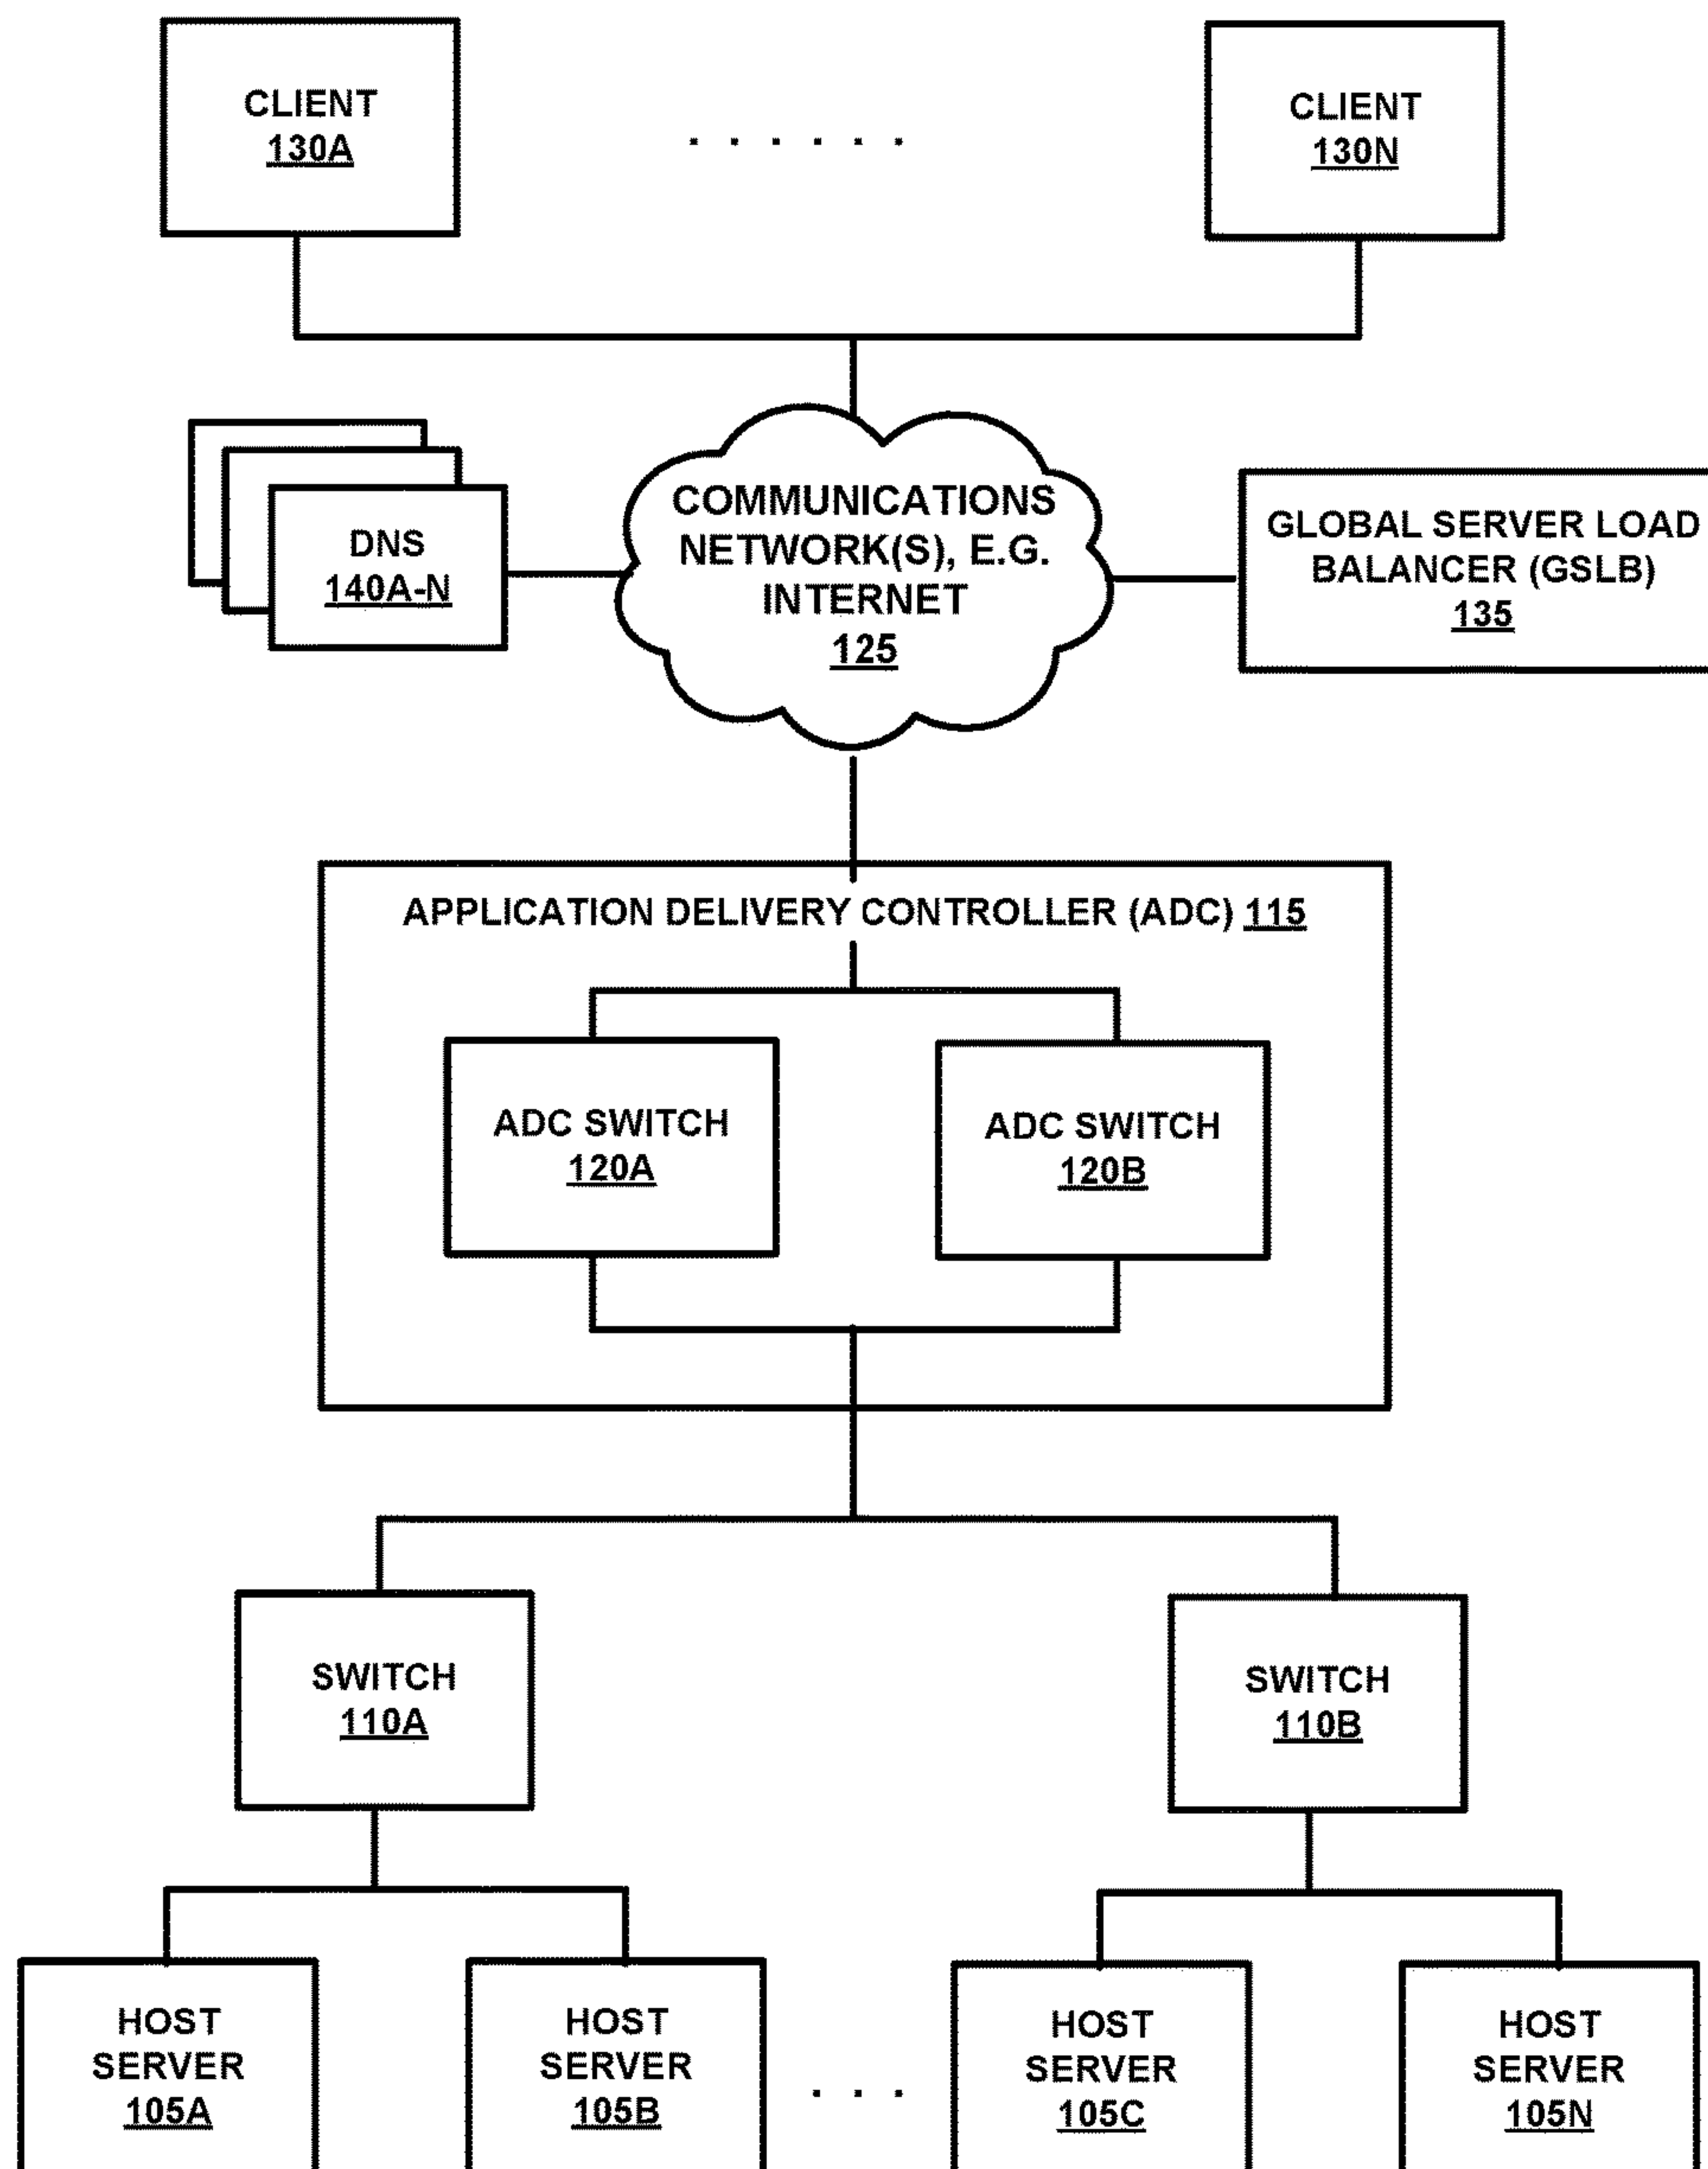 CLIENT
130A
. . . . . .
CLIENT
130N
DNS
140A-N
COMMUNICATIONS
NETWORK(S), E.G.
INTERNET
125
GLOBAL SERVER LOAD
BALANCER (GSLB)
135
APPLICATION DELIVERY CONTROLLER (ADC) 115
ADC SWITCH
120A
ADC SWITCH
120B
SWITCH
110A
SWITCH
110B
HOST
SERVER
105A
HOST
SERVER
105B
. . .
HOST
SERVER
105C
HOST
SERVER
105N